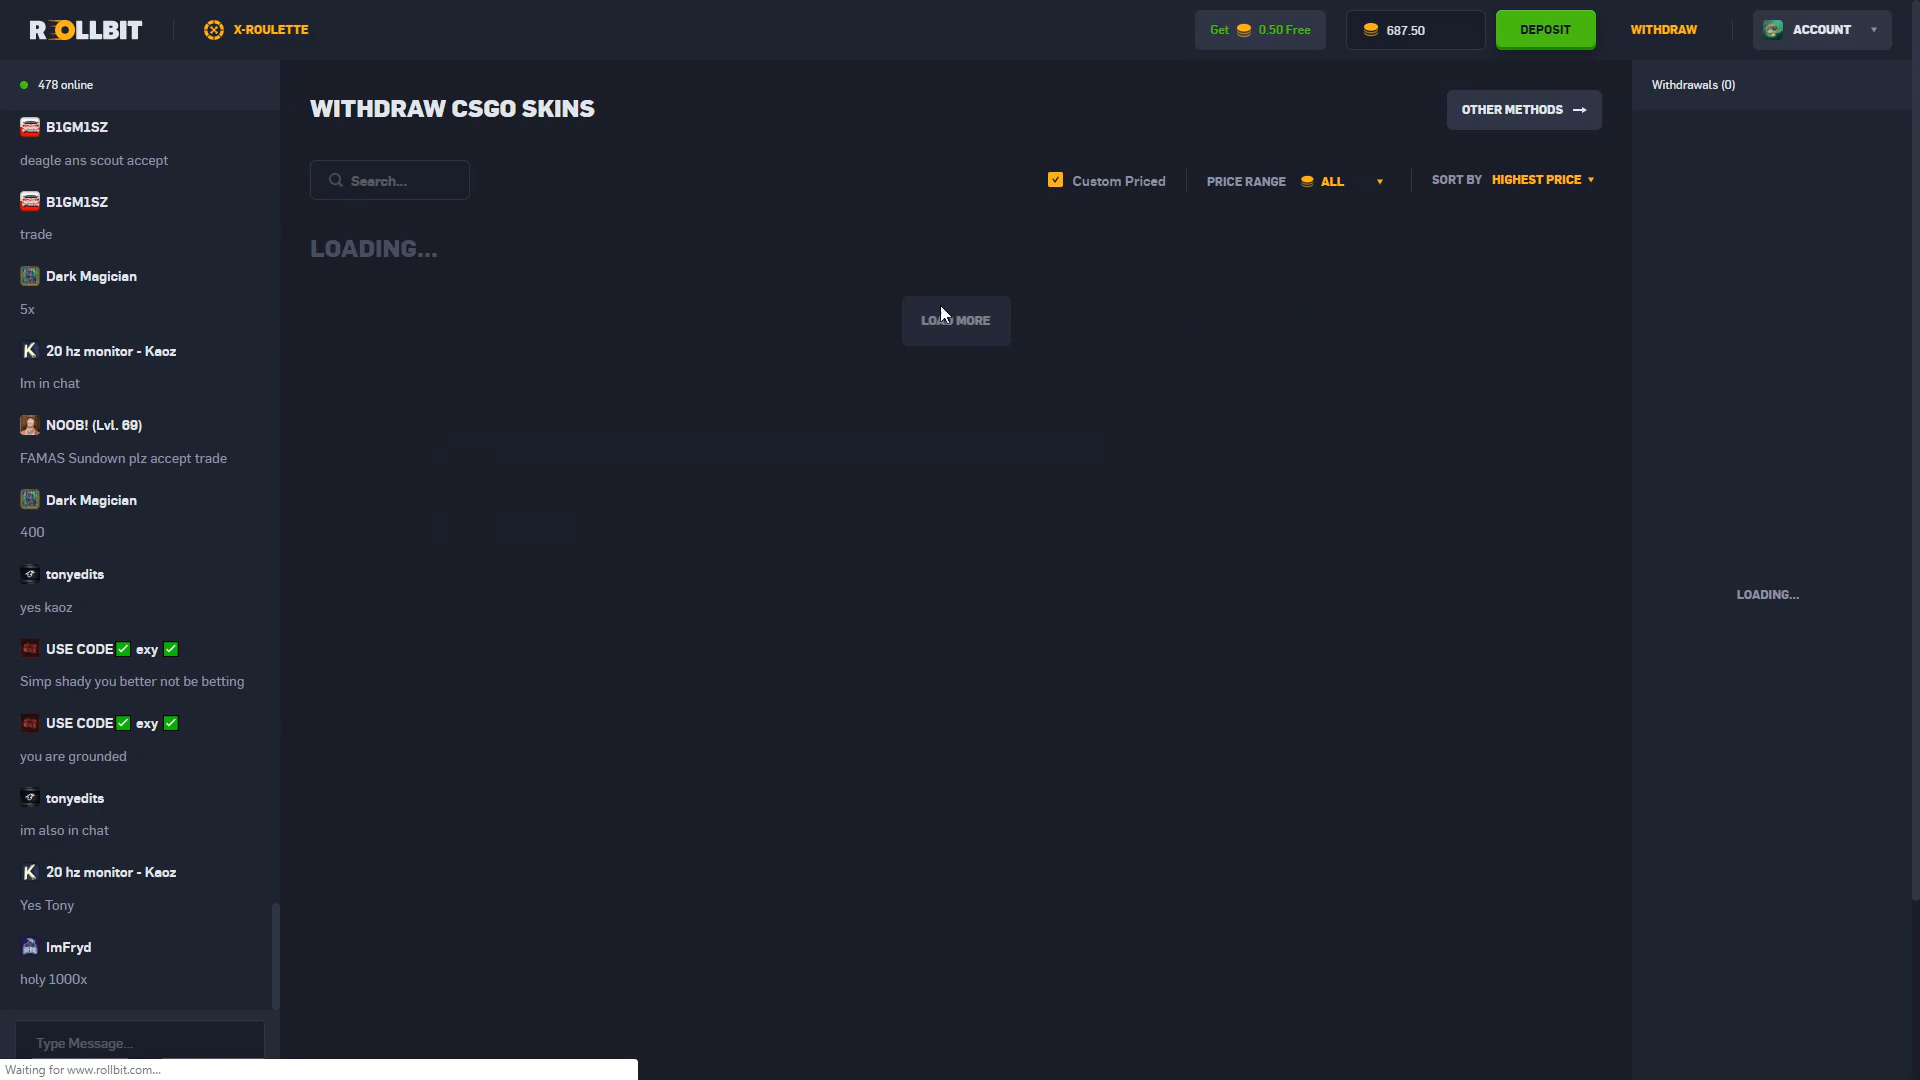 ROLLBIT
X-ROULETTE
Get 0.50 Free
687.50
DEPOSIT
WITHDRAW
ACCOUNT
478 online
B1GM1SZ
deagle ans scout accept
B1GM1SZ
trade
Dark Magician
5x
20 hz monitor - Kaoz
Im in chat
NOOB! (Lvl. 69)
FAMAS Sundown plz accept trade
Dark Magician
400
tonyedits
yes kaoz
USE CODE✅ exy ✅
Simp shady you better not be betting
USE CODE✅ exy ✅
you are grounded
tonyedits
im also in chat
20 hz monitor - Kaoz
Yes Tony
ImFryd
holy 1000x
Type Message...
Waiting for www.rollbit.com...
WITHDRAW CSGO SKINS
OTHER METHODS →
Search...
Custom Priced
PRICE RANGE ALL
SORT BY HIGHEST PRICE
LOADING...
LOAD MORE
Withdrawals (0)
LOADING...